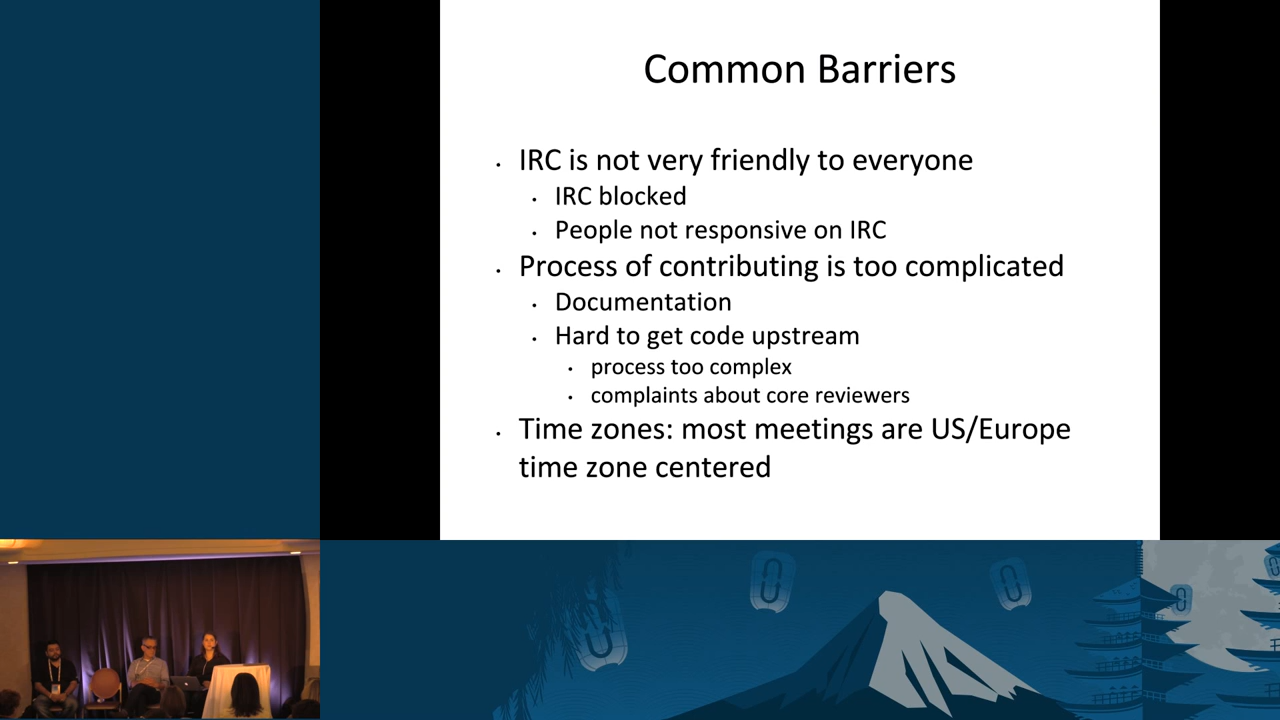 Common Barriers
• IRC is not very friendly to everyone
• IRC blocked
• People not responsive on IRC
• Process of contributing is too complicated
• Documentation
• Hard to get code upstream
• process too complex
• complaints about core reviewers
• Time zones: most meetings are US/Europe
time zone centered